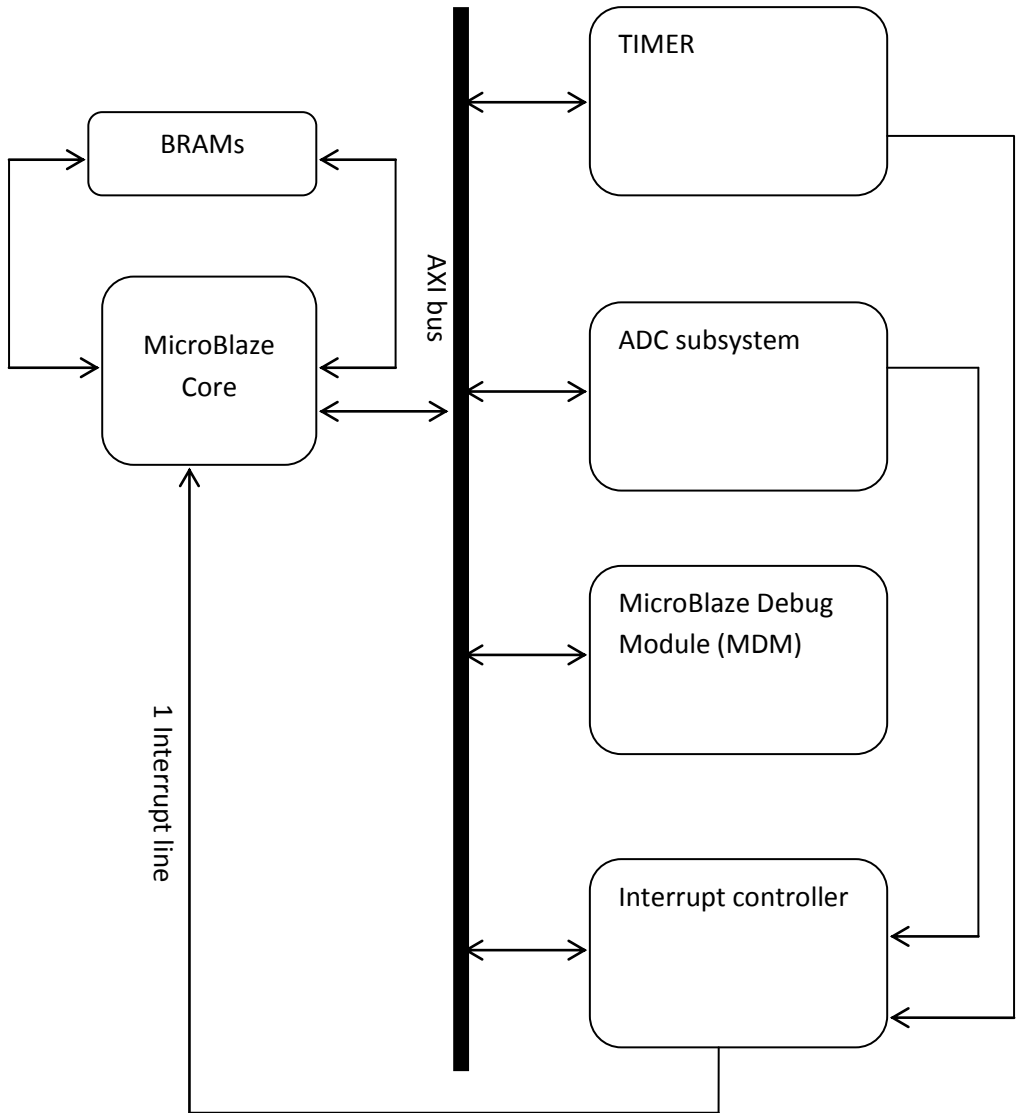 TIMER
BRAMs
AXI bus
MicroBlaze
Core
ADC subsystem
MicroBlaze Debug
Module (MDM)
1 Interrupt line
Interrupt controller